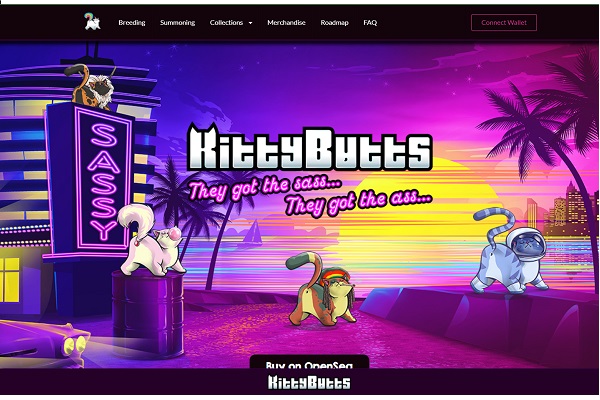 Breeding Summoning Collections Merchandise Roadmap FAQ Connect Wallet
SASSY
KittyButts
They got the sass...
They got the ass...
Buy on OpenSea
KittyButts